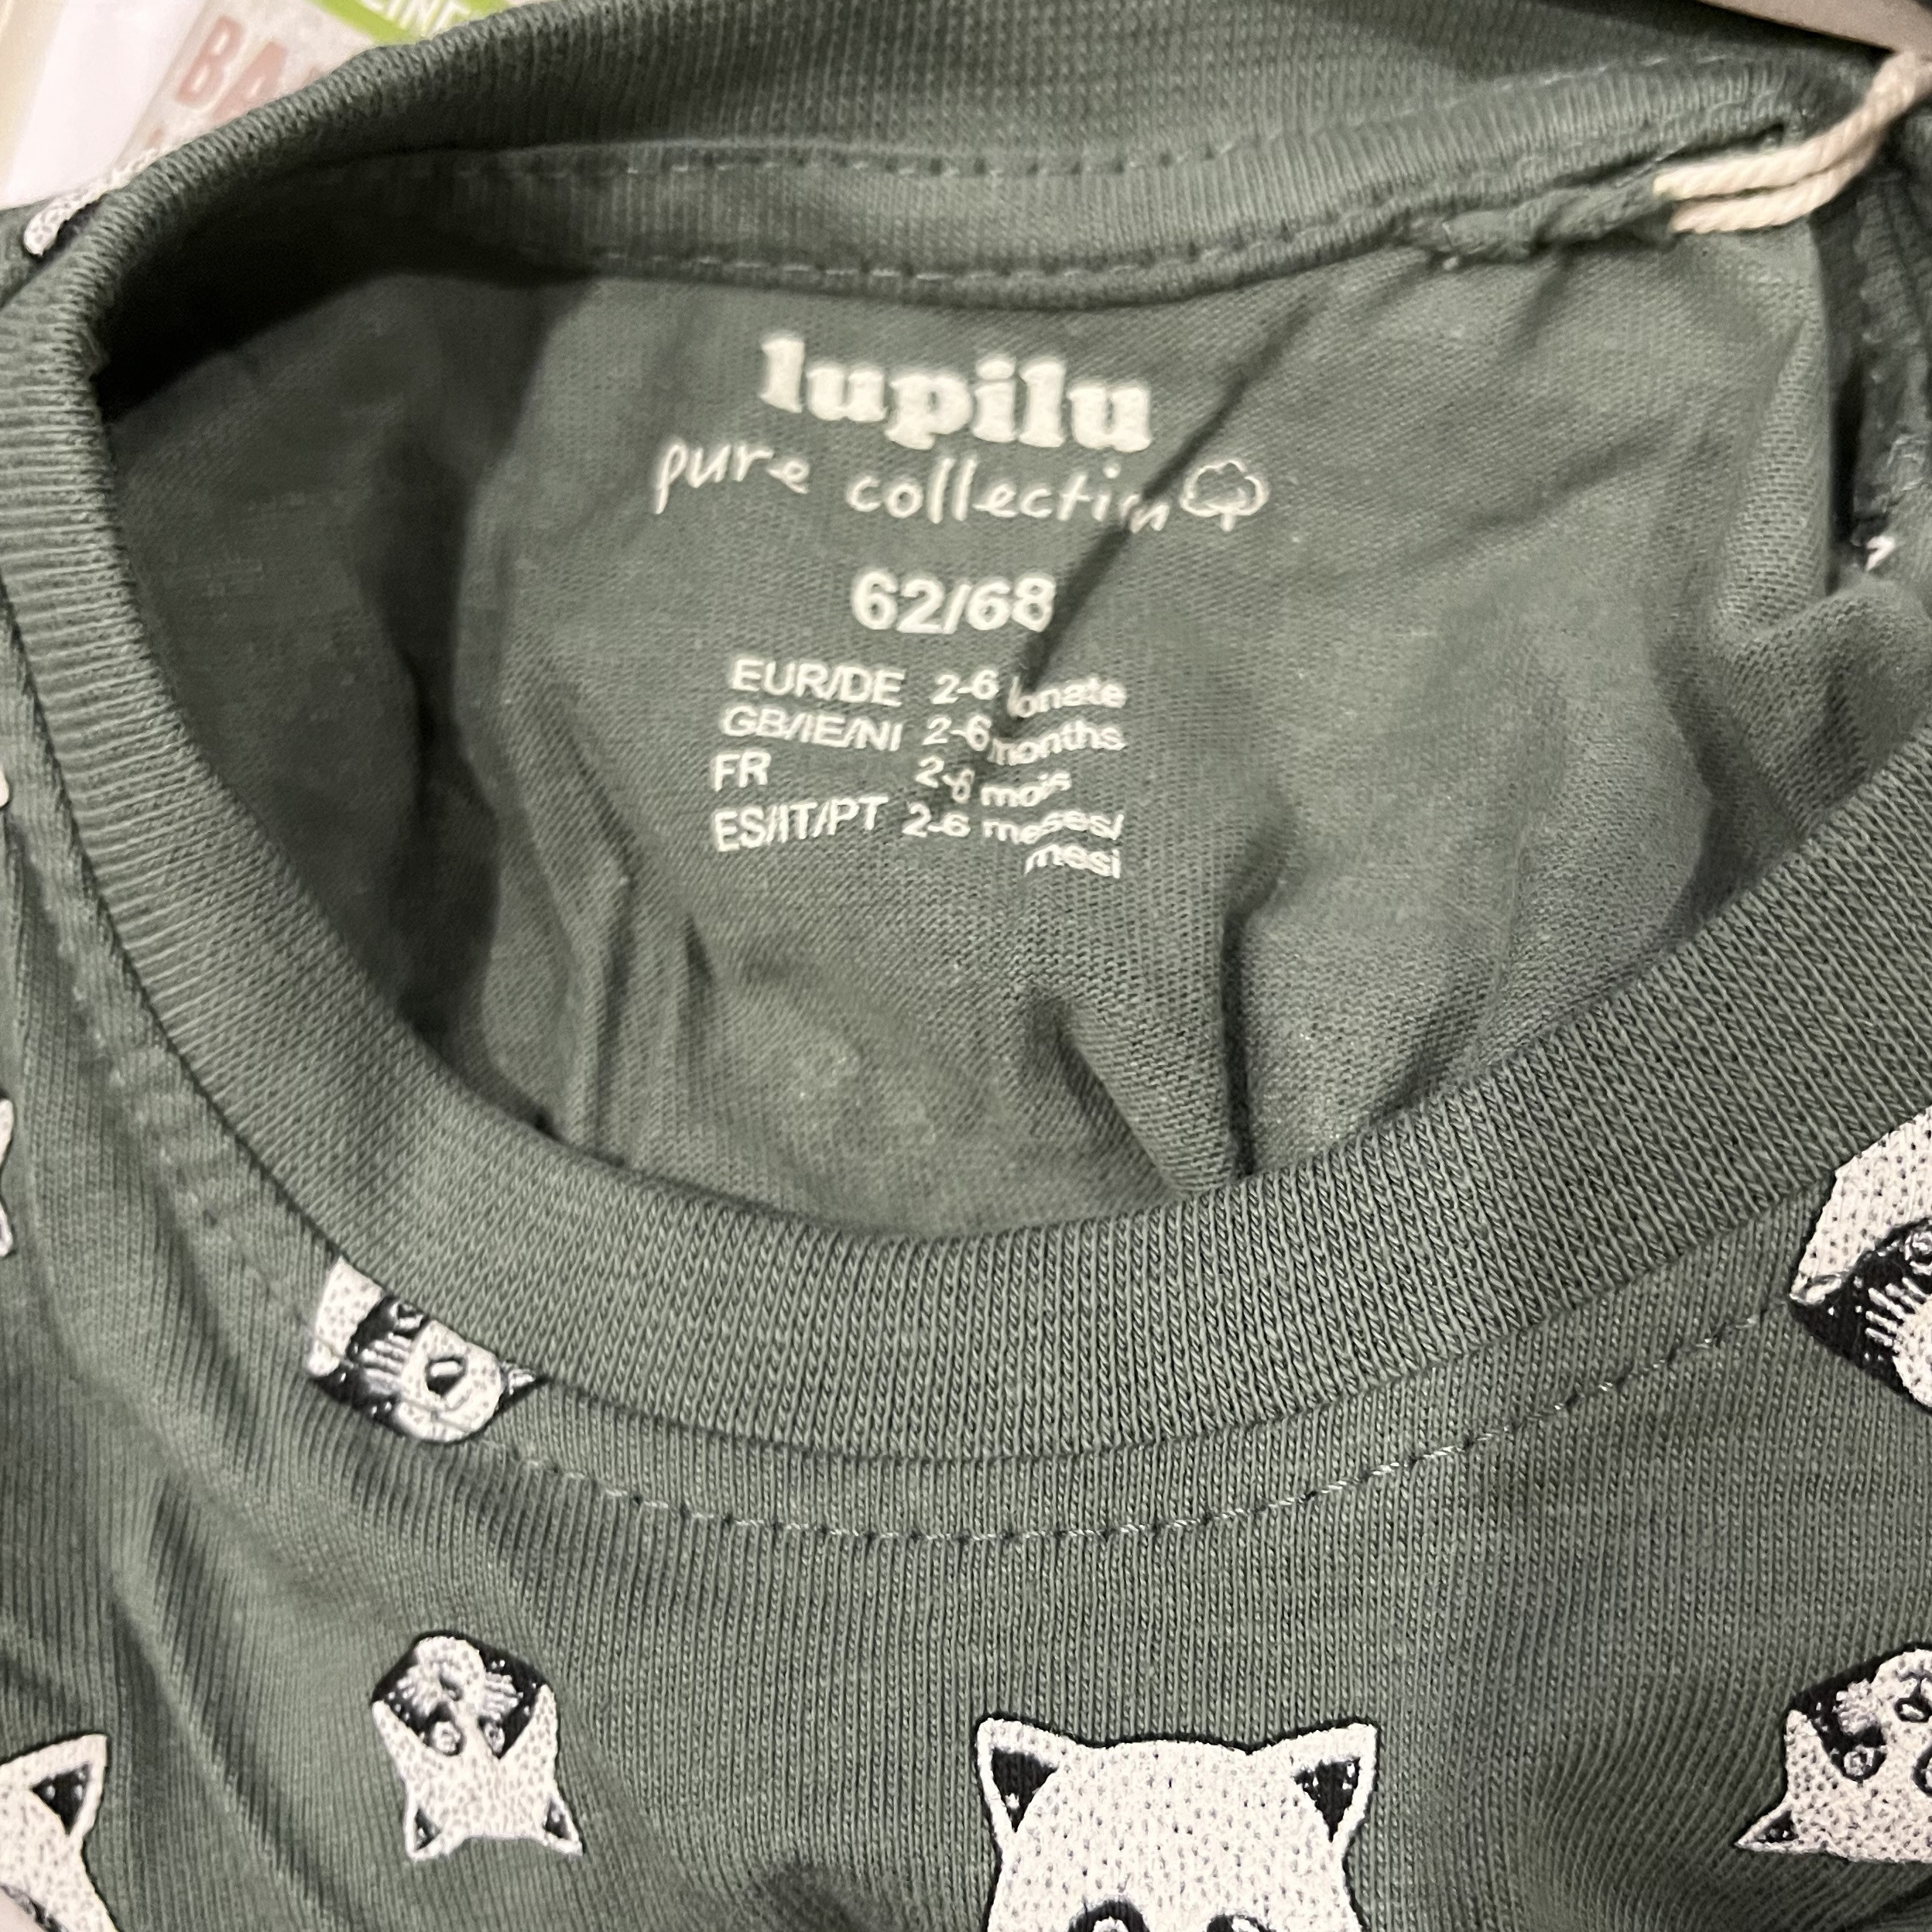 lupilu
pure collection
62/68
EUR/DE 2-6 Monate
GB/IE/NI 2-6 months
FR 2-6 mois
ES/IT/PT 2-6 meses/
mesi